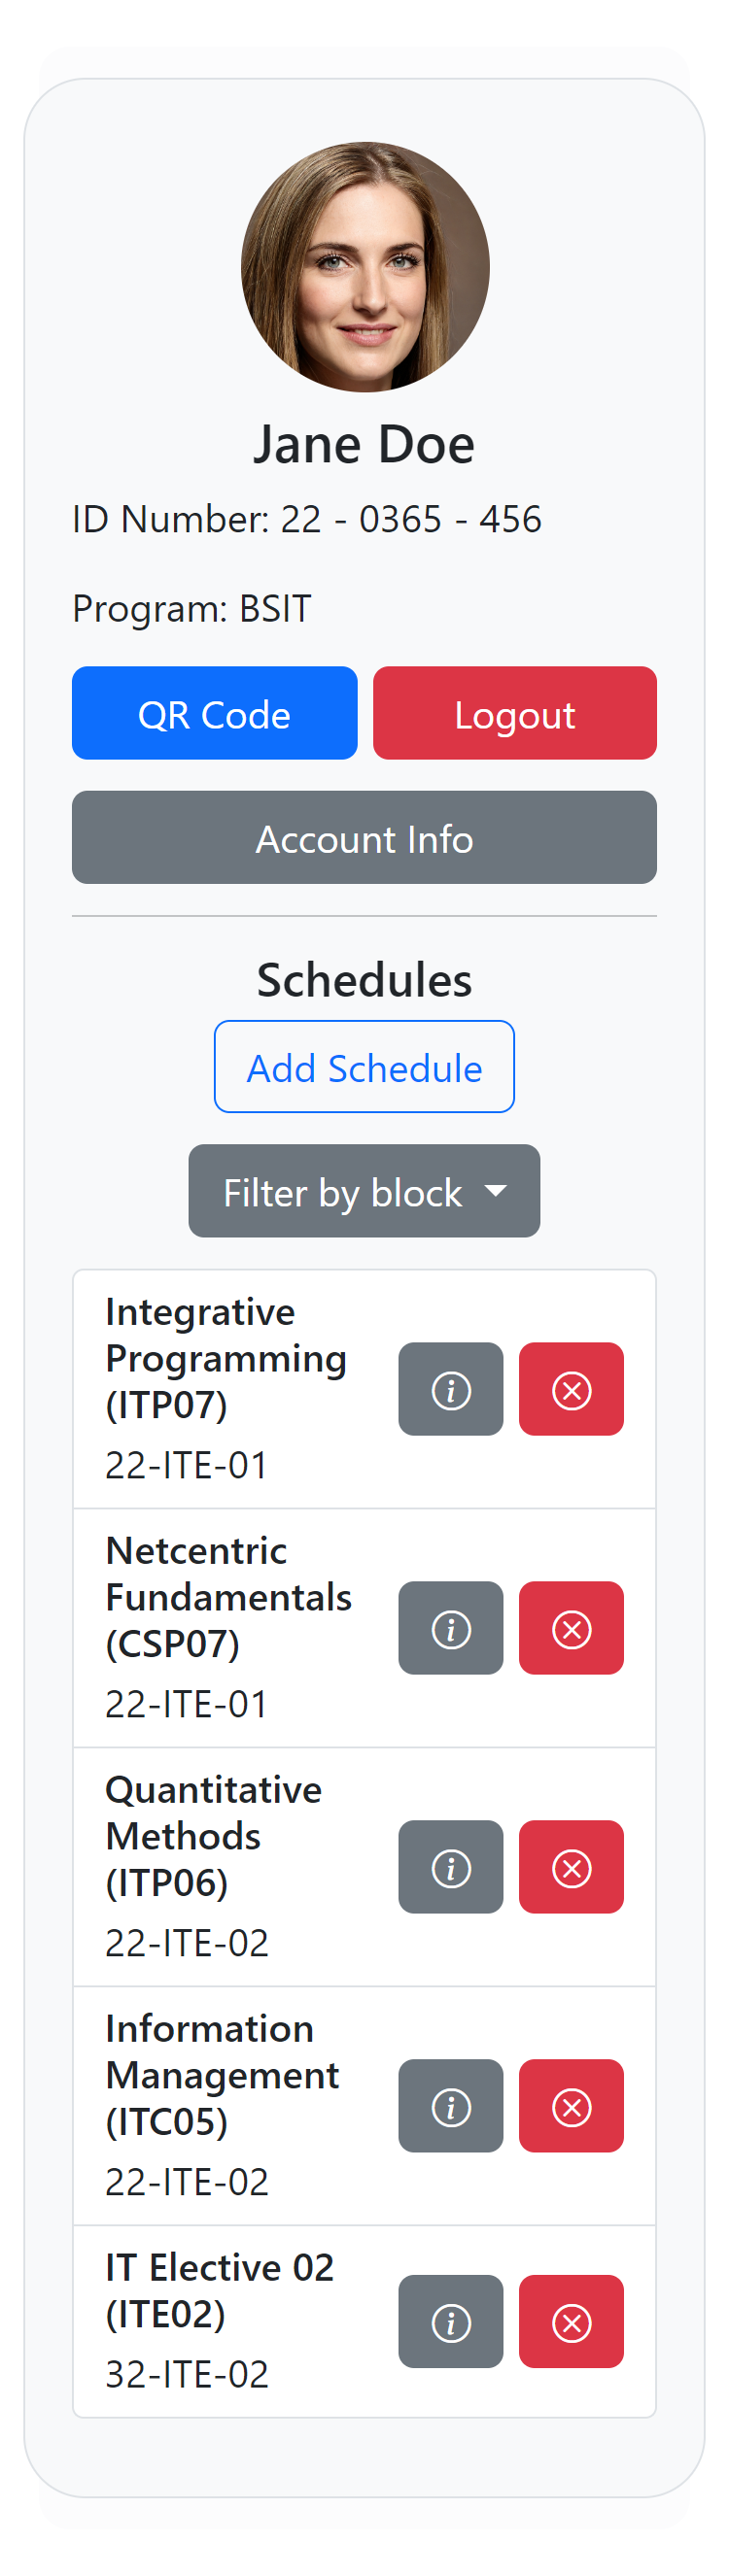 Jane Doe
ID Number: 22 - 0365 - 456
Program: BSIT
QR Code
Logout
Account Info
Schedules
Add Schedule
Filter by block
Integrative
Programming
(ITP07)
22-ITE-01
Netcentric
Fundamentals
(CSP07)
22-ITE-01
Quantitative
Methods
(ITP06)
22-ITE-02
Information
Management
(ITC05)
22-ITE-02
IT Elective 02
(ITE02)
32-ITE-02